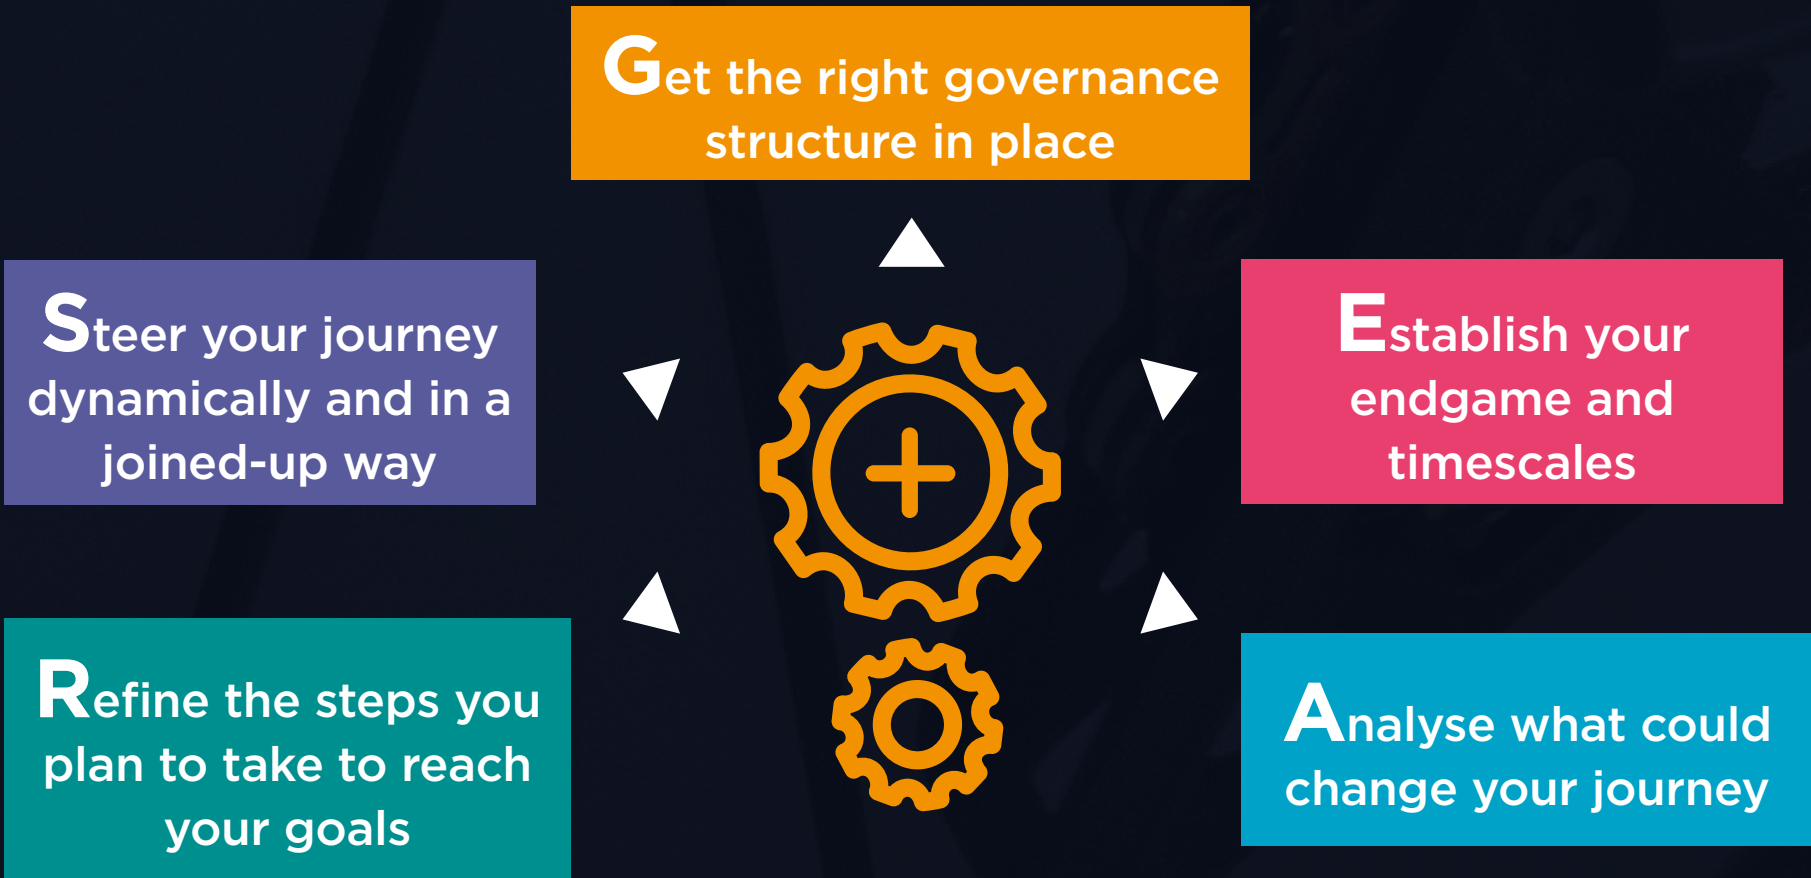 Get the right governance
structure in place
Establish your
endgame and
timescales
Analyse what could
change your journey
Refine the steps you
plan to take to reach
your goals
Steer your journey
dynamically and in a
joined-up way